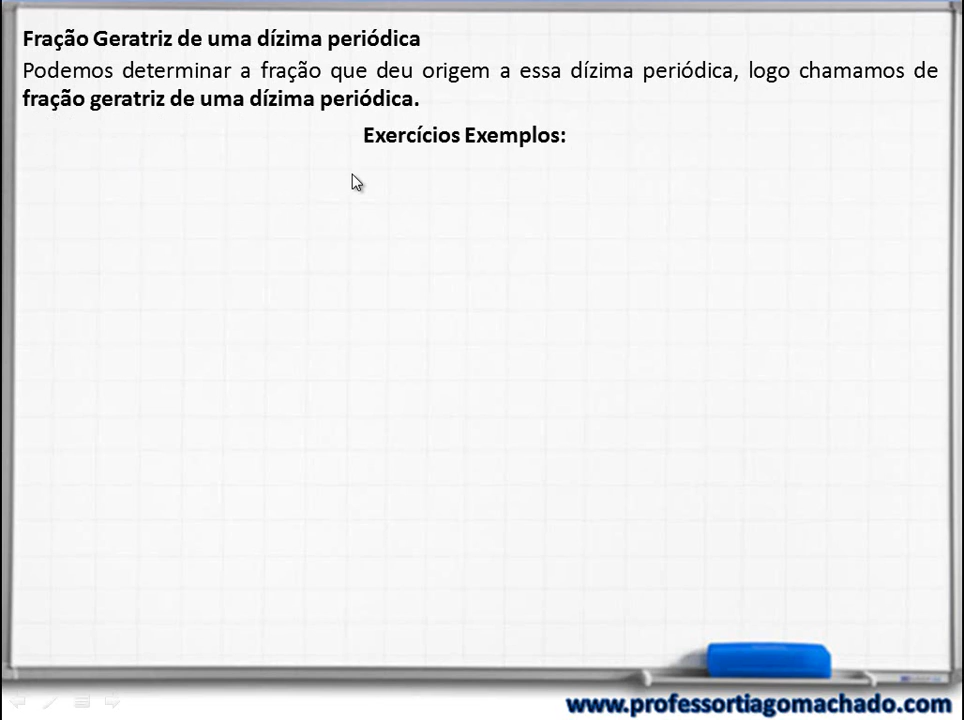 Fração Geratriz de uma dízima periódica
Podemos determinar a fração que deu origem a essa dízima periódica, logo chamamos de
fração geratriz de uma dízima periódica.
Exercícios Exemplos:
www.professortiagomachado.com